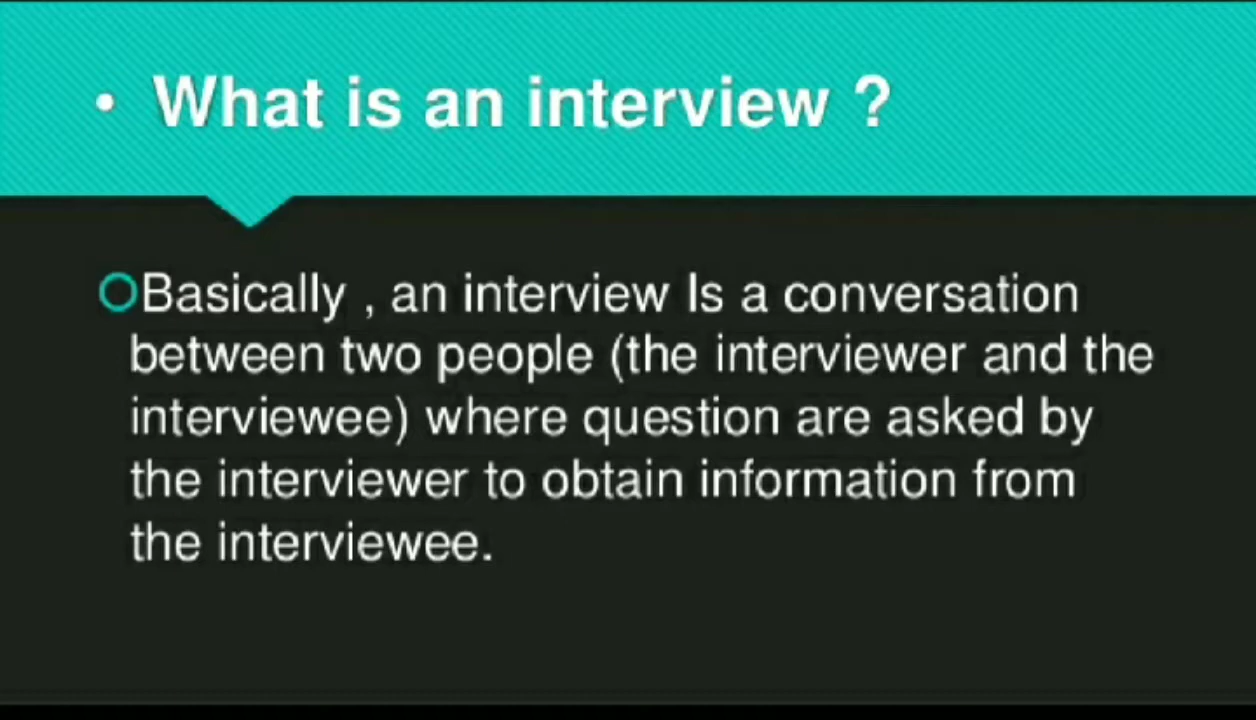 • What is an interview ?
Basically , an interview Is a conversation
between two people (the interviewer and the
interviewee) where question are asked by
the interviewer to obtain information from
the interviewee.